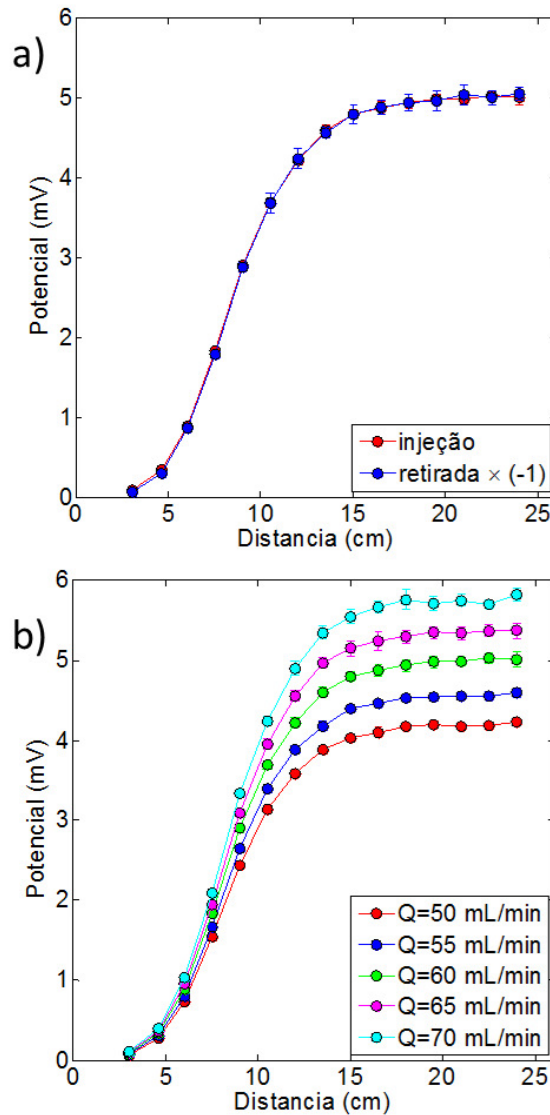 a)
6
5
4
3
2
1
0
Potencial (mV)
injeção
retirada × (-1)
0 5 10 15 20 25
Distancia (cm)
b)
6
5
4
3
2
1
0
Potencial (mV)
Q=50 mL/min
Q=55 mL/min
Q=60 mL/min
Q=65 mL/min
Q=70 mL/min
0 5 10 15 20 25
Distancia (cm)